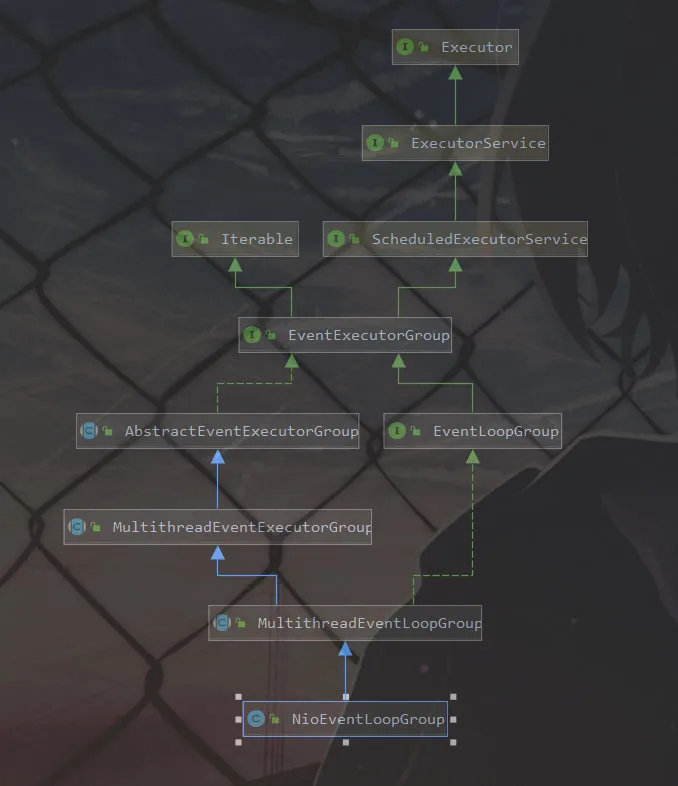 I Executor
I ExecutorService
I Iterable
I ScheduledExecutorService
I EventExecutorGroup
C AbstractEventExecutorGroup
I EventLoopGroup
C MultithreadEventExecutorGroup
C MultithreadEventLoopGroup
C NioEventLoopGroup